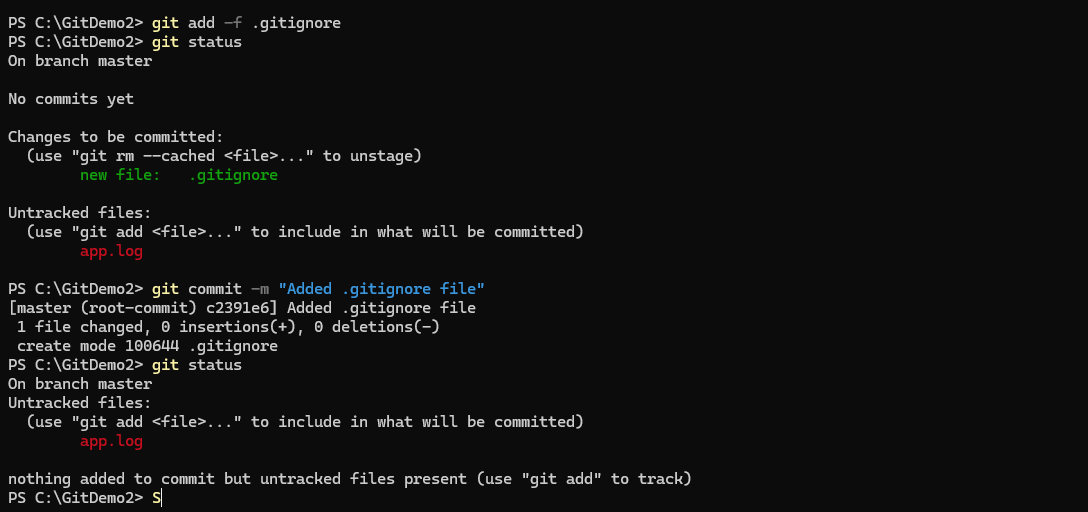 PS C:\GitDemo2> git add -f .gitignore
PS C:\GitDemo2> git status
On branch master
No commits yet
Changes to be committed:
  (use "git rm --cached <file>..." to unstage)
        new file:   .gitignore
Untracked files:
  (use "git add <file>..." to include in what will be committed)
        app.log
PS C:\GitDemo2> git commit -m "Added .gitignore file"
[master (root-commit) c2391e6] Added .gitignore file
 1 file changed, 0 insertions(+), 0 deletions(-)
 create mode 100644 .gitignore
PS C:\GitDemo2> git status
On branch master
Untracked files:
  (use "git add <file>..." to include in what will be committed)
        app.log
nothing added to commit but untracked files present (use "git add" to track)
PS C:\GitDemo2> S